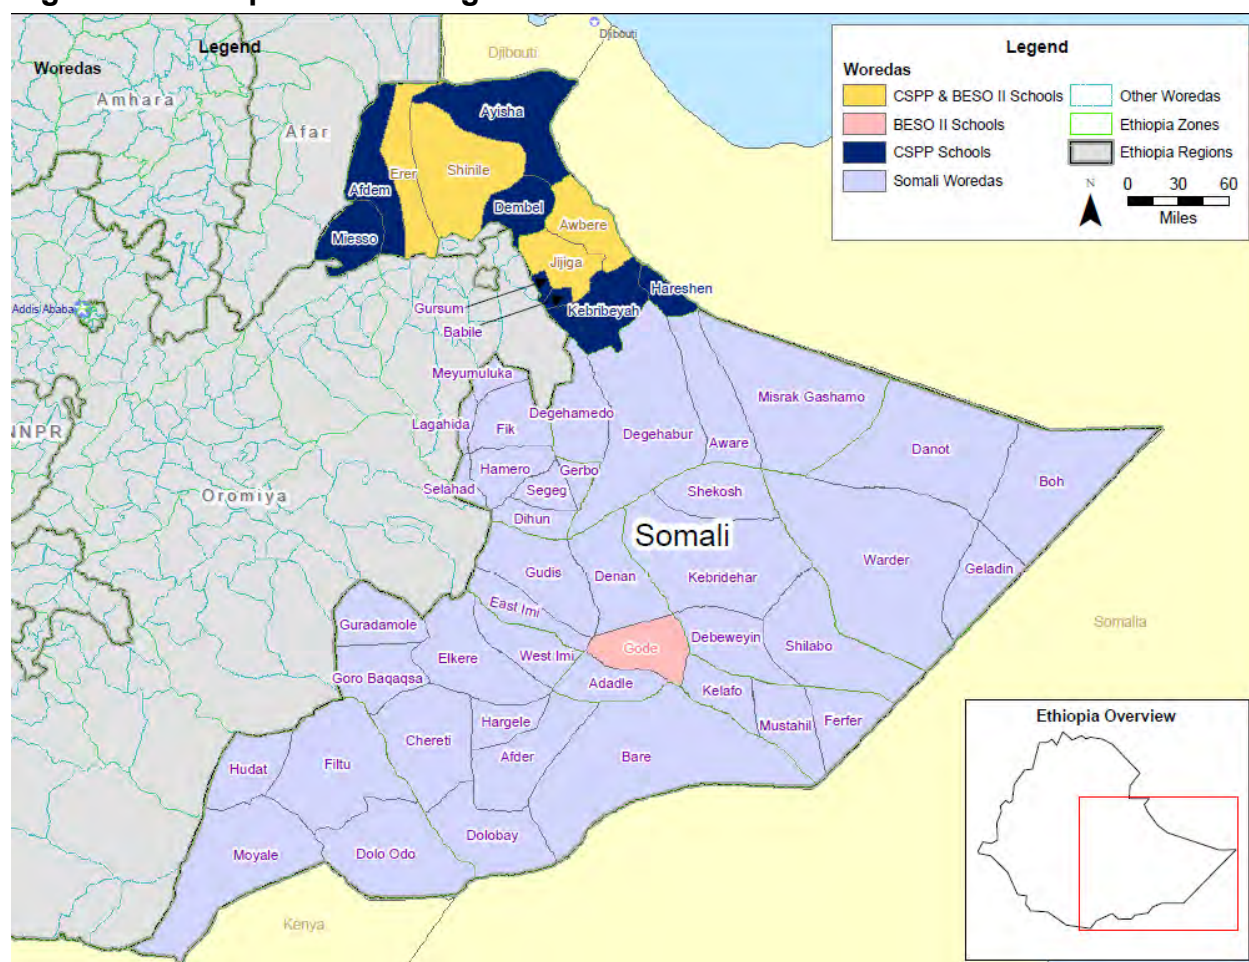 Legend
Woredas
Amhara
Afar
Djibouti
Djibouti
Legend
Woredas
CSPP & BESO II Schools
BESO II Schools
CSPP Schools
Somali Woredas
Other Woredas
Ethiopia Zones
Ethiopia Regions
N
0 30 60
Miles
Ayisha
Erer
Shinile
Afdem
Dembel
Awbere
Miesso
Jijiga
Hareshen
Addis Ababa
Gursum
Kebribeyah
Babile
Meyumuluka
Misrak Gashamo
Degehamedo
Lagahida
Fik
Degehabur
Aware
Danot
NNPR
Hamero
Gerbo
Boh
Selahad
Segeg
Shekosh
Oromiya
Dihun
Somali
Warder
Geladin
Gudis
Denan
Kebridehar
East Imi
Guradamole
Somalia
Debeweyin
Gode
Shilabo
Elkere
West Imi
Goro Baqaqsa
Adadle
Kelafo
Hargele
Mustahil
Ferfer
Chereti
Afder
Bare
Hudat
Filtu
Dolobay
Moyale
Dolo Odo
Kenya
Ethiopia Overview